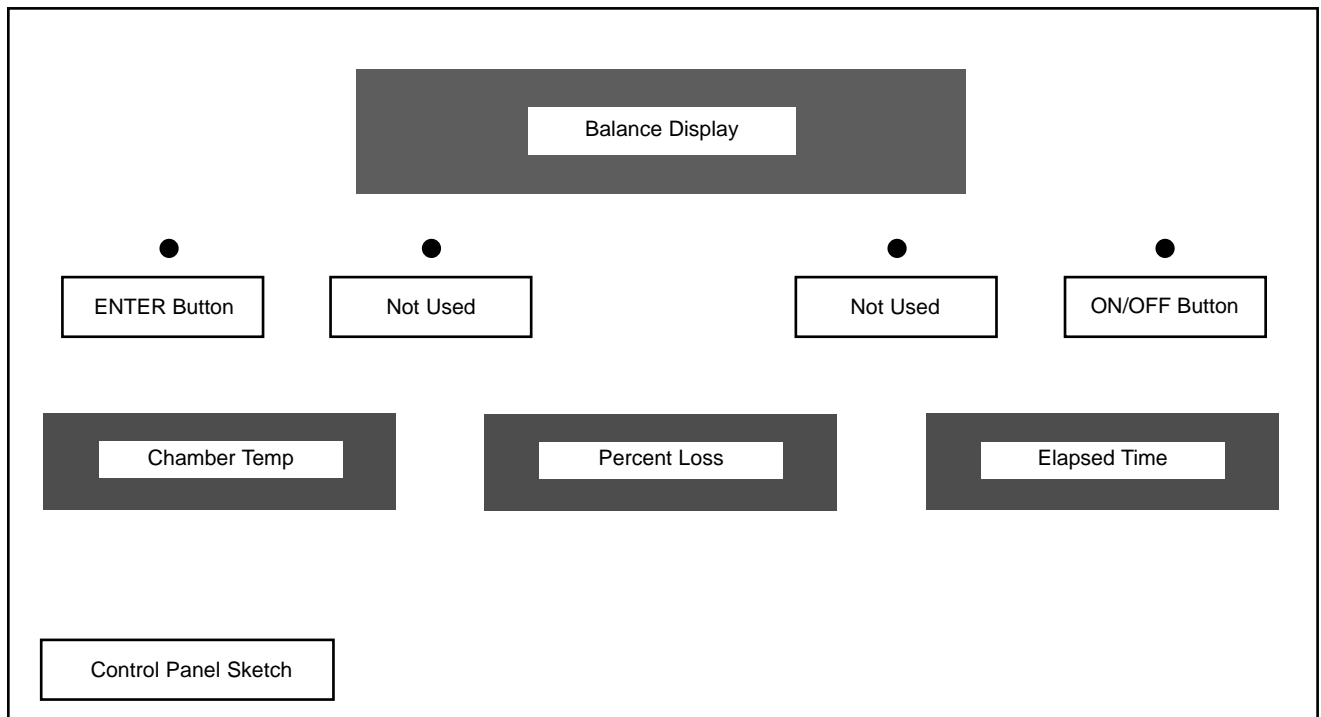 Balance Display
ENTER Button
Not Used
Not Used
ON/OFF Button
Chamber Temp
Percent Loss
Elapsed Time
Control Panel Sketch